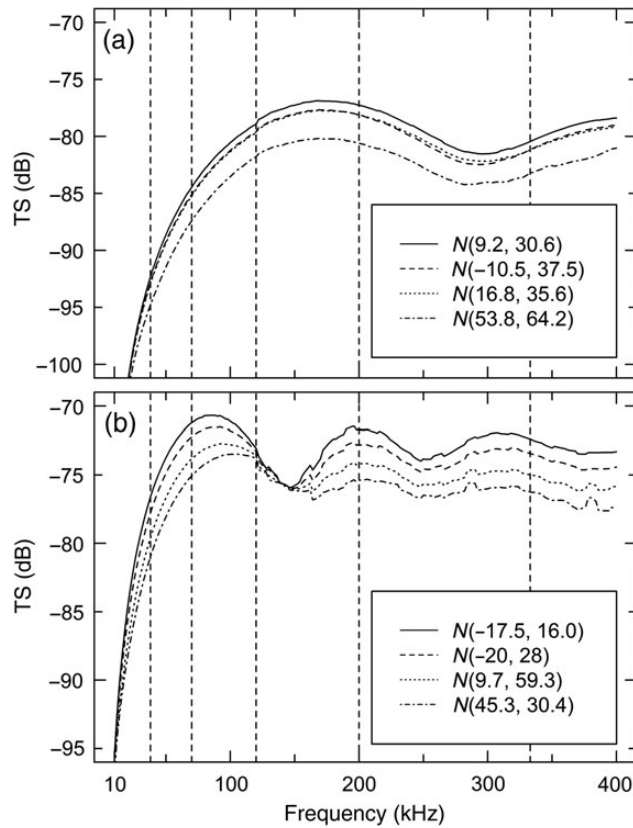 (a)
−70
−75
−80
−85
−90
−95
−100
TS (dB)
N(9.2, 30.6)
N(−10.5, 37.5)
N(16.8, 35.6)
N(53.8, 64.2)
(b)
−70
−75
−80
−85
−90
−95
TS (dB)
N(−17.5, 16.0)
N(−20, 28)
N(9.7, 59.3)
N(45.3, 30.4)
10 100 200 300 400
Frequency (kHz)